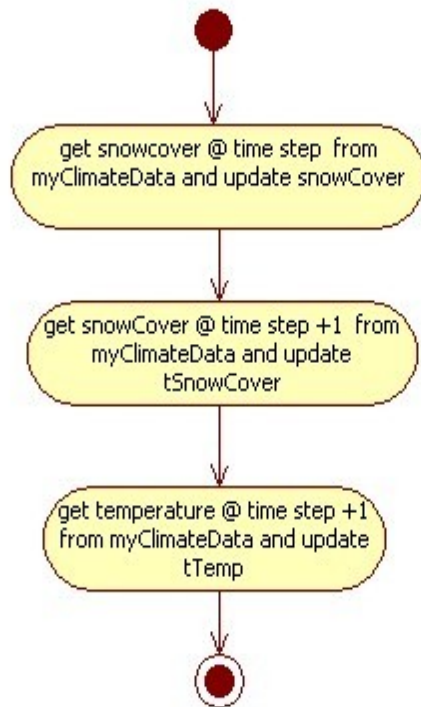 get snowcover @ time step  from
myClimateData and update snowCover
get snowCover @ time step +1  from
myClimateData and update
tSnowCover
get temperature @ time step +1
from myClimateData and update
tTemp